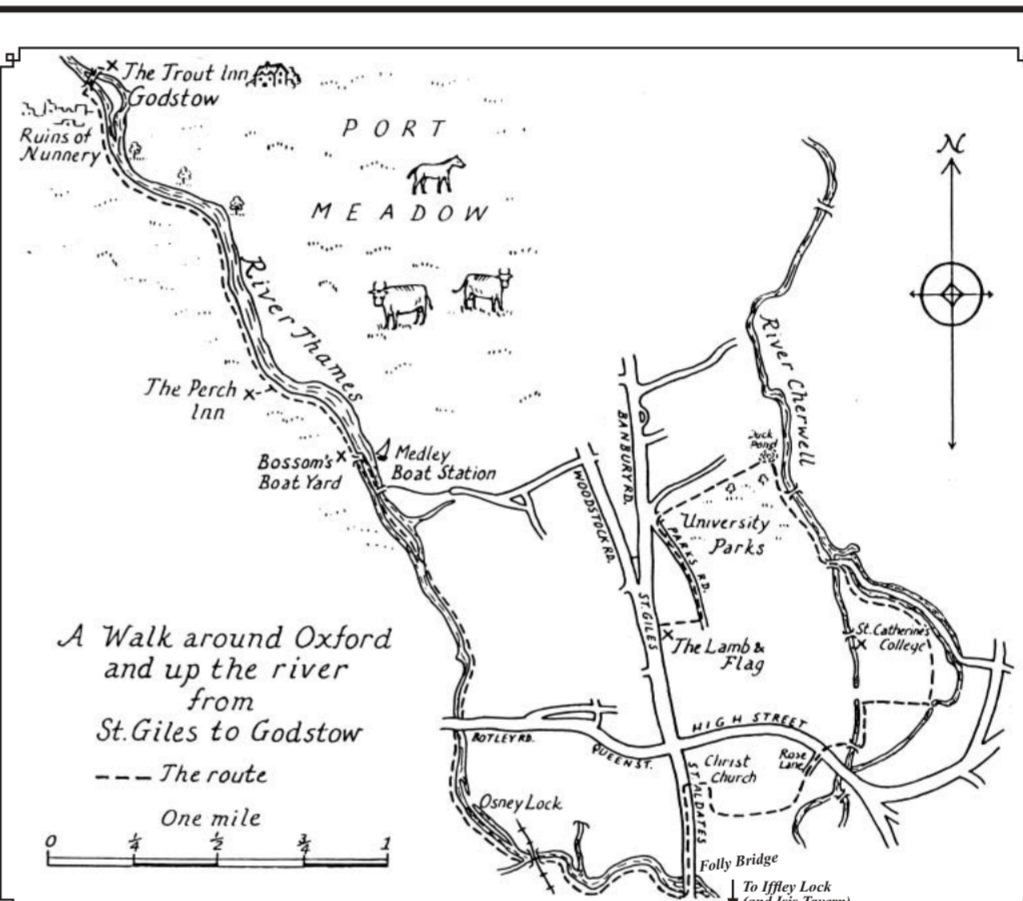 The Trout Inn
Godstow
Ruins of
Nunnery
PORT
MEADOW
N
River Thames
River Cherwell
The Perch
Inn
Bossom's
Boat Yard
Medley
Boat Station
WOODSTOCK RD.
BANBURY RD.
Duck
Pond
University
Parks
PARKS RD.
ST. GILES
The Lamb &
Flag
St. Catherine's
College
A Walk around Oxford
and up the river
from
St. Giles to Godstow
--- The route
One mile
0 1/4 1/2 3/4 1
BOTLEY RD.
QUEEN ST.
HIGH STREET
Christ
Church
Rose
Lane
ST. ALDATES
Osney Lock
Folly Bridge
To Iffley Lock
(and Isis Tavern)